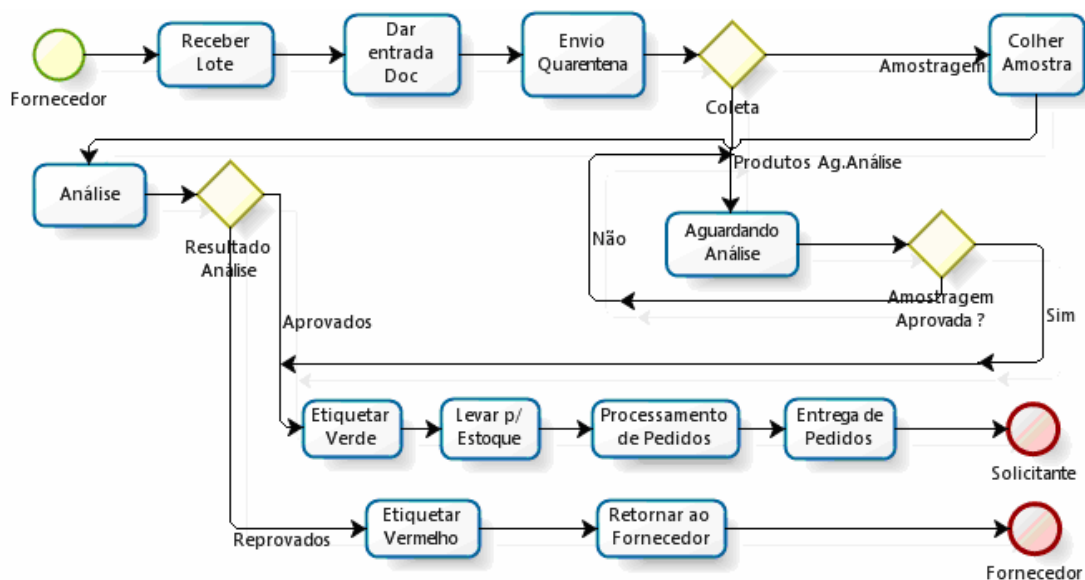 Fornecedor
Receber
Lote
Dar
entrada
Doc
Envio
Quarentena
Coleta
Amostragem
Colher
Amostra
Produtos Ag.Análise
Análise
Resultado
Análise
Não
Aguardando
Análise
Amostragem
Aprovada ?
Sim
Aprovados
Etiquetar
Verde
Levar p/
Estoque
Processamento
de Pedidos
Entrega de
Pedidos
Solicitante
Reprovados
Etiquetar
Vermelho
Retornar ao
Fornecedor
Fornecedor